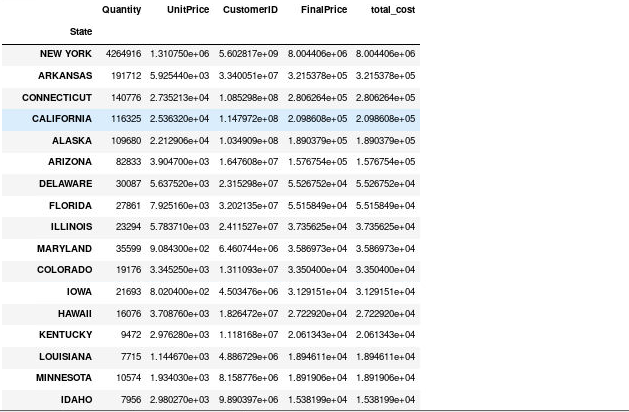 Quantity UnitPrice CustomerID FinalPrice total_cost
State
NEW YORK 4264916 1.310750e+06 5.602817e+09 8.004406e+06 8.004406e+06
ARKANSAS 191712 5.925440e+03 3.340051e+07 3.215378e+05 3.215378e+05
CONNECTICUT 140776 2.735213e+04 1.085298e+08 2.806264e+05 2.806264e+05
CALIFORNIA 116325 2.536320e+04 1.147972e+08 2.098608e+05 2.098608e+05
ALASKA 109680 2.212906e+04 1.034909e+08 1.890379e+05 1.890379e+05
ARIZONA 82833 3.904700e+03 1.647608e+07 1.576754e+05 1.576754e+05
DELAWARE 30087 5.637520e+03 2.315298e+07 5.526752e+04 5.526752e+04
FLORIDA 27861 7.925160e+03 3.202135e+07 5.515849e+04 5.515849e+04
ILLINOIS 23294 5.783710e+03 2.411527e+07 3.735625e+04 3.735625e+04
MARYLAND 35599 9.084300e+02 6.460744e+06 3.586973e+04 3.586973e+04
COLORADO 19176 3.345250e+03 1.311093e+07 3.350400e+04 3.350400e+04
IOWA 21693 8.020400e+02 4.503476e+06 3.129151e+04 3.129151e+04
HAWAII 16076 3.708760e+03 1.826472e+07 2.722920e+04 2.722920e+04
KENTUCKY 9472 2.976280e+03 1.118168e+07 2.061343e+04 2.061343e+04
LOUISIANA 7715 1.144670e+03 4.886729e+06 1.894611e+04 1.894611e+04
MINNESOTA 10574 1.934030e+03 8.158776e+06 1.891906e+04 1.891906e+04
IDAHO 7956 2.980270e+03 9.890397e+06 1.538199e+04 1.538199e+04